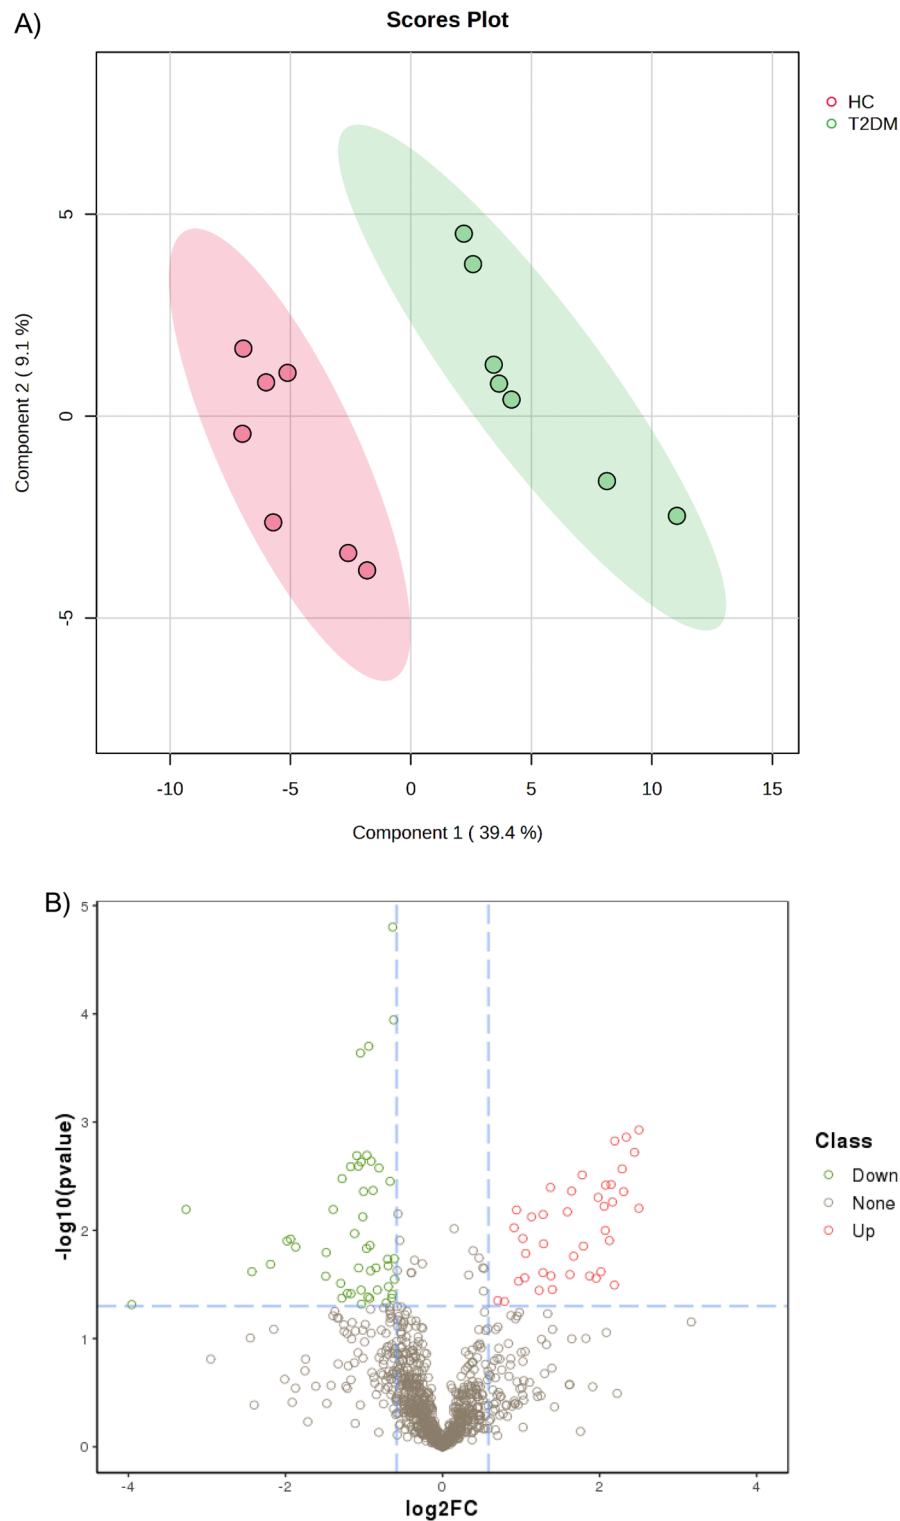 A)
Scores Plot
HC
T2DM
Component 2 ( 9.1 %)
5
0
-5
-10 -5 0 5 10 15
Component 1 ( 39.4 %)
B)
-log10(pvalue)
5
4
3
2
1
0
Class
Down
None
Up
-4 -2 0 2 4
log2FC